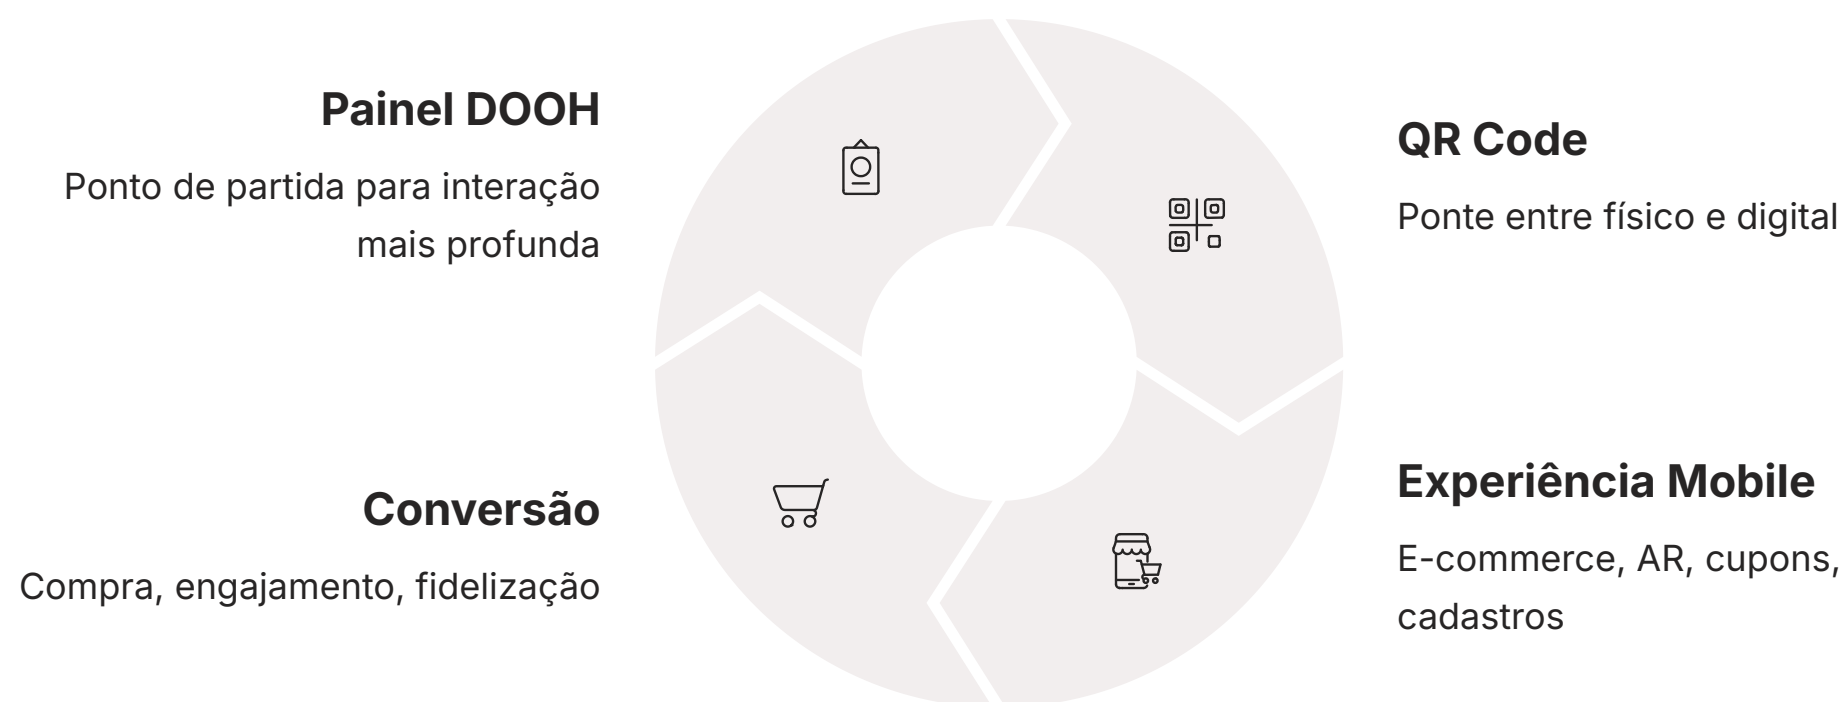 Painel DOOH
Ponto de partida para interação
mais profunda
QR Code
Ponte entre físico e digital
Experiência Mobile
E-commerce, AR, cupons,
cadastros
Conversão
Compra, engajamento, fidelização